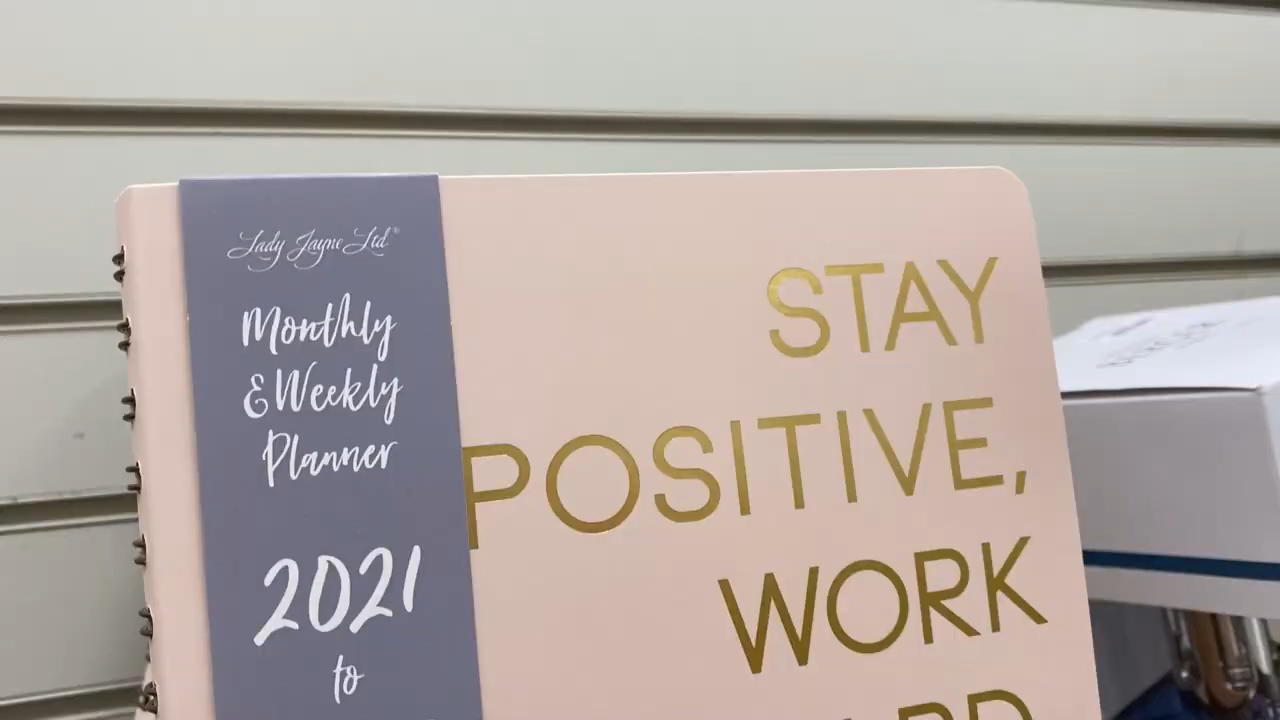 Lady Jayne Ltd®
Monthly
& Weekly
Planner
2021
to
STAY
POSITIVE,
WORK